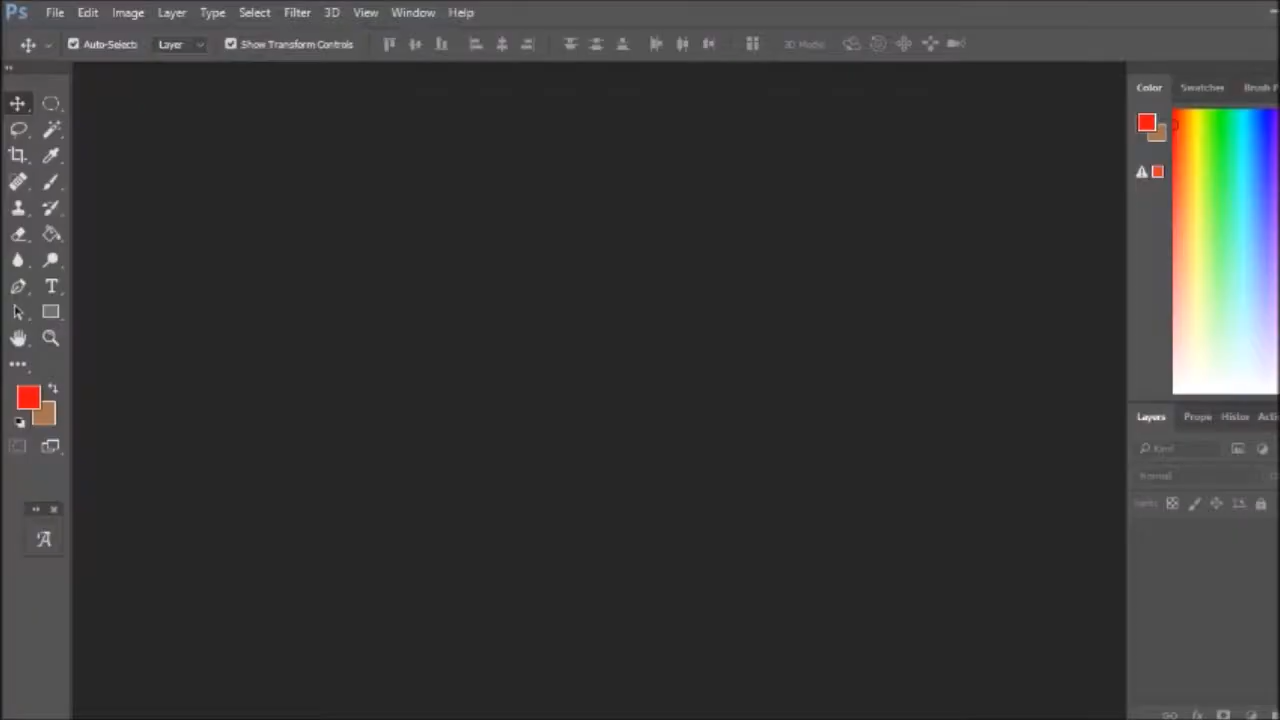 Ps File Edit Image Layer Type Select Filter 3D View Window Help
Auto-Select: Layer Show Transform Controls 3D Mode:
Color Swatches Brush
Layers Prope Histor Acti
Kind
Normal